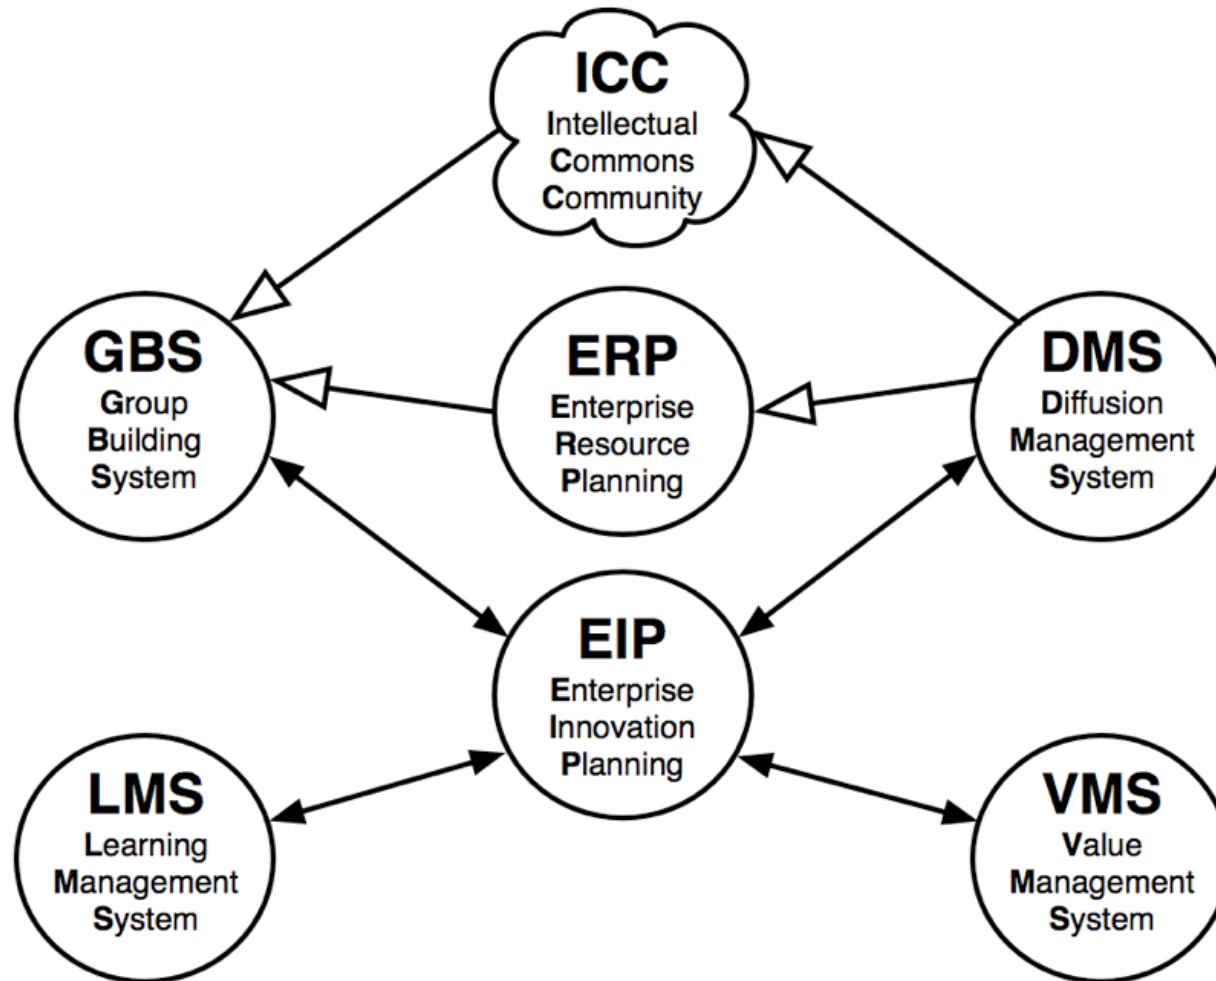 ICC
Intellectual
Commons
Community
GBS
Group
Building
System
ERP
Enterprise
Resource
Planning
DMS
Diffusion
Management
System
EIP
Enterprise
Innovation
Planning
LMS
Learning
Management
System
VMS
Value
Management
System